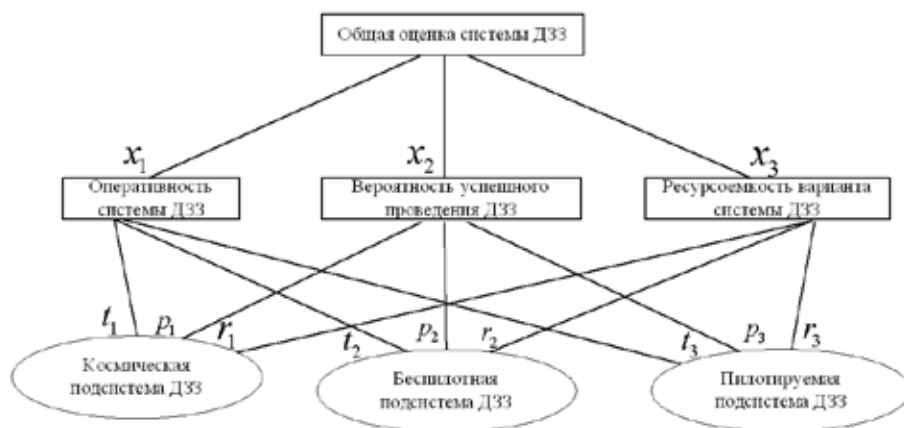 Общая оценка системы ДЗЗ
x₁
x₂
x₃
Оперативность
системы ДЗЗ
Вероятность успешного
проведения ДЗЗ
Ресурсоемкость варианта
системы ДЗЗ
t₁ p₁ r₁
t₂ p₂ r₂
t₃ p₃ r₃
Космическая
подсистема ДЗЗ
Беспилотная
подсистема ДЗЗ
Пилотируемая
подсистема ДЗЗ